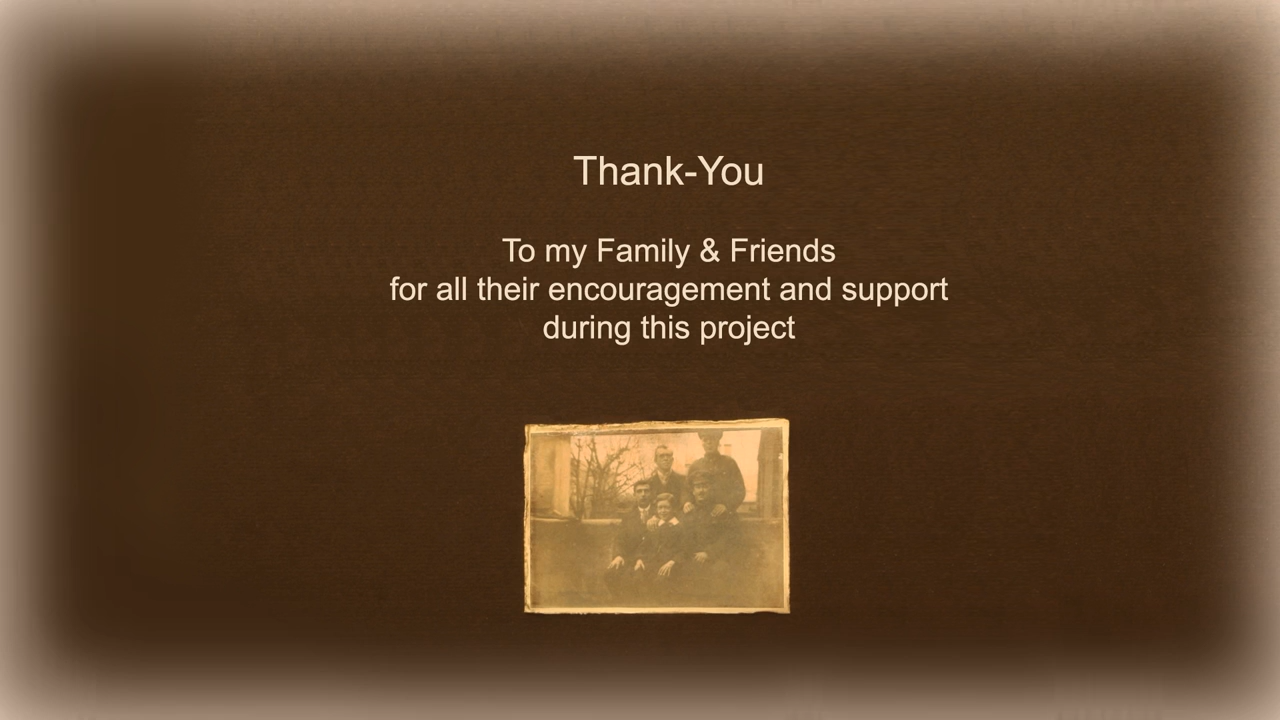 Thank-You
To my Family & Friends
for all their encouragement and support
during this project